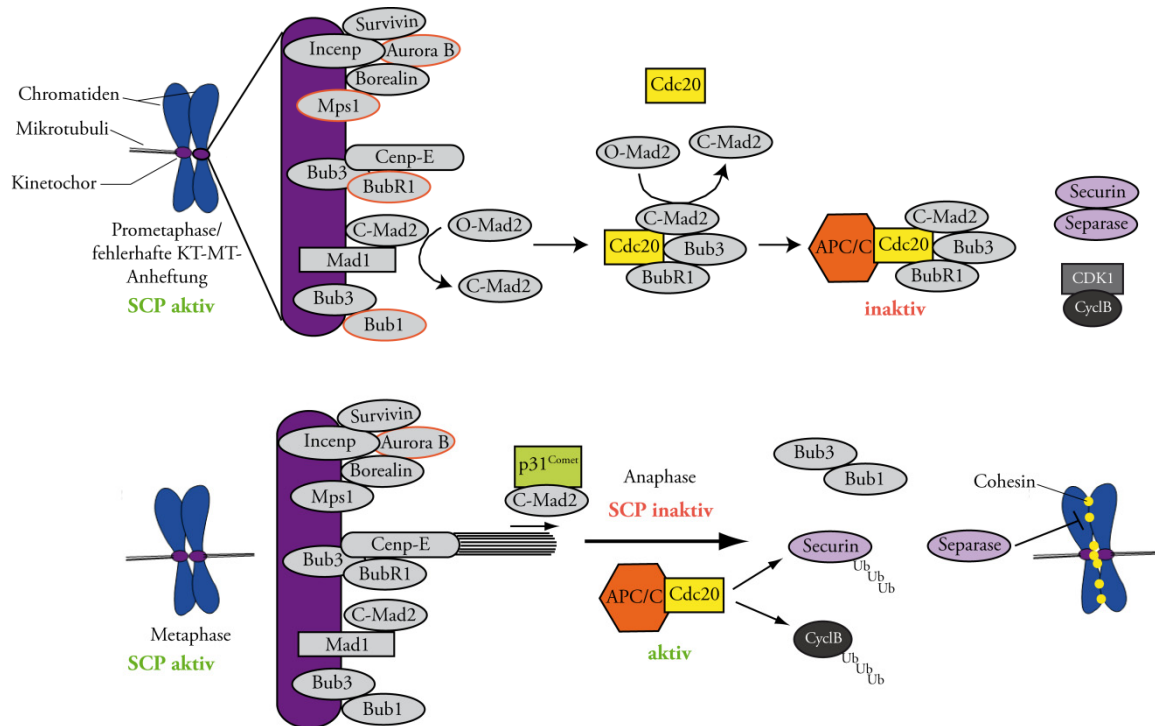 Survivin
Incenp
Aurora B
Borealin
Mps1
Chromatiden
Mikrotubuli
Kinetochor
Prometaphase/
fehlerhafte KT-MT-
Anheftung
SCP aktiv
Cenp-E
Bub3
BubR1
C-Mad2
O-Mad2
Mad1
C-Mad2
Bub3
Bub1
Cdc20
O-Mad2
C-Mad2
C-Mad2
Cdc20
Bub3
BubR1
C-Mad2
APC/C
Cdc20
Bub3
BubR1
inaktiv
Securin
Separase
CDK1
CyclB
Survivin
Incenp
Aurora B
Borealin
Mps1
Cenp-E
Bub3
BubR1
C-Mad2
Mad1
Bub3
Bub1
Metaphase
SCP aktiv
p31Comet
C-Mad2
Anaphase
SCP inaktiv
APC/C
Cdc20
aktiv
Bub3
Bub1
Securin
Ub
Ub
Ub
CyclB
Ub
Ub
Ub
Cohesin
Separase